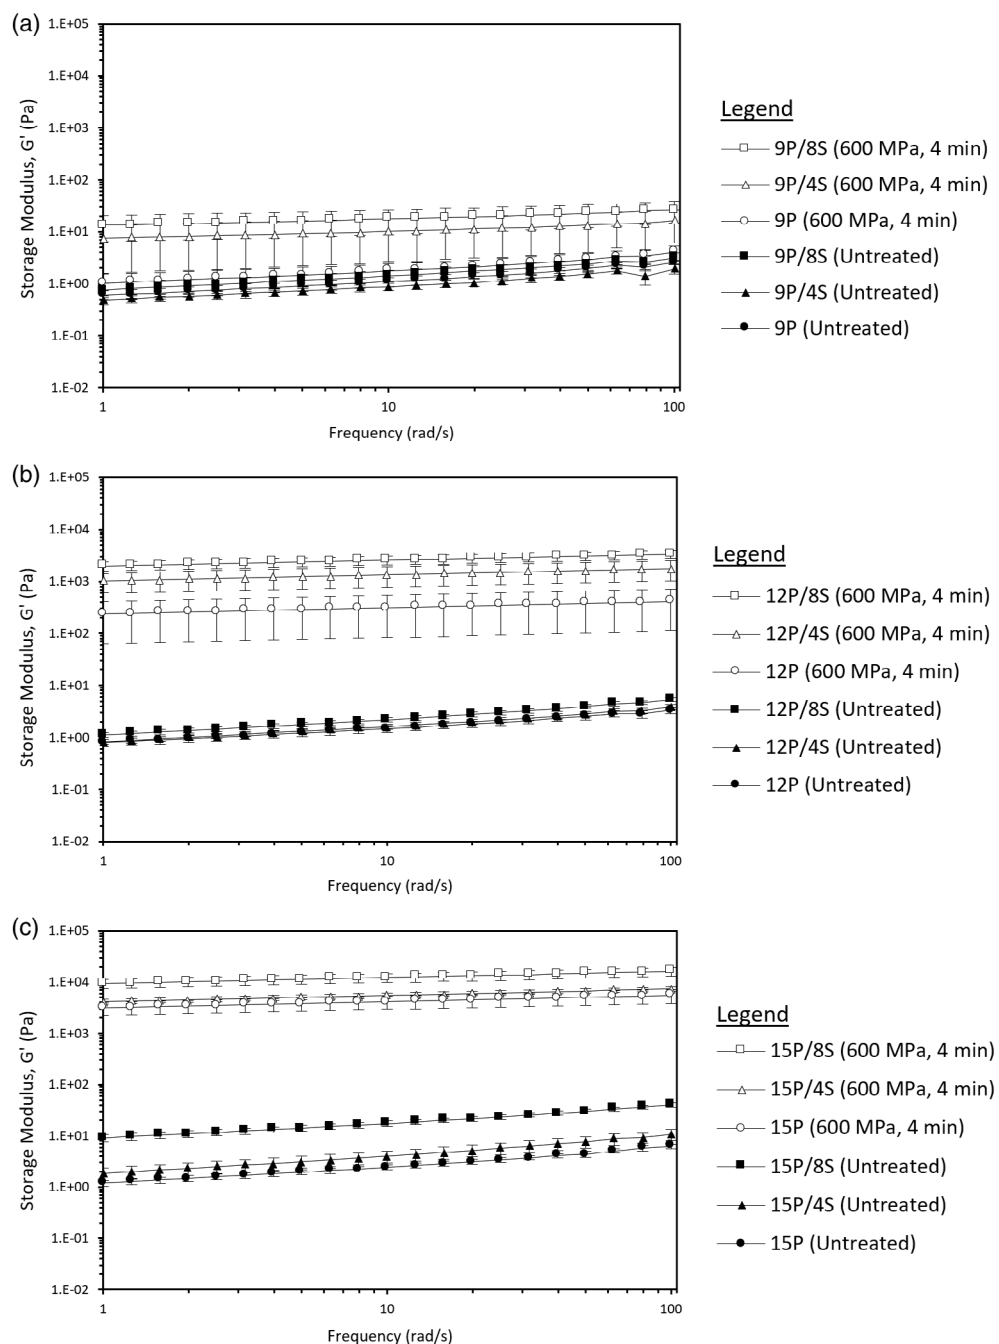 (a)
1.E+05
1.E+04
1.E+03
1.E+02
1.E+01
1.E+00
1.E-01
1.E-02
Storage Modulus, G' (Pa)
1
10
100
Frequency (rad/s)
Legend
9P/8S (600 MPa, 4 min)
9P/4S (600 MPa, 4 min)
9P (600 MPa, 4 min)
9P/8S (Untreated)
9P/4S (Untreated)
9P (Untreated)
(b)
1.E+05
1.E+04
1.E+03
1.E+02
1.E+01
1.E+00
1.E-01
1.E-02
Storage Modulus, G' (Pa)
1
10
100
Frequency (rad/s)
Legend
12P/8S (600 MPa, 4 min)
12P/4S (600 MPa, 4 min)
12P (600 MPa, 4 min)
12P/8S (Untreated)
12P/4S (Untreated)
12P (Untreated)
(c)
1.E+05
1.E+04
1.E+03
1.E+02
1.E+01
1.E+00
1.E-01
1.E-02
Storage Modulus, G' (Pa)
1
10
100
Frequency (rad/s)
Legend
15P/8S (600 MPa, 4 min)
15P/4S (600 MPa, 4 min)
15P (600 MPa, 4 min)
15P/8S (Untreated)
15P/4S (Untreated)
15P (Untreated)